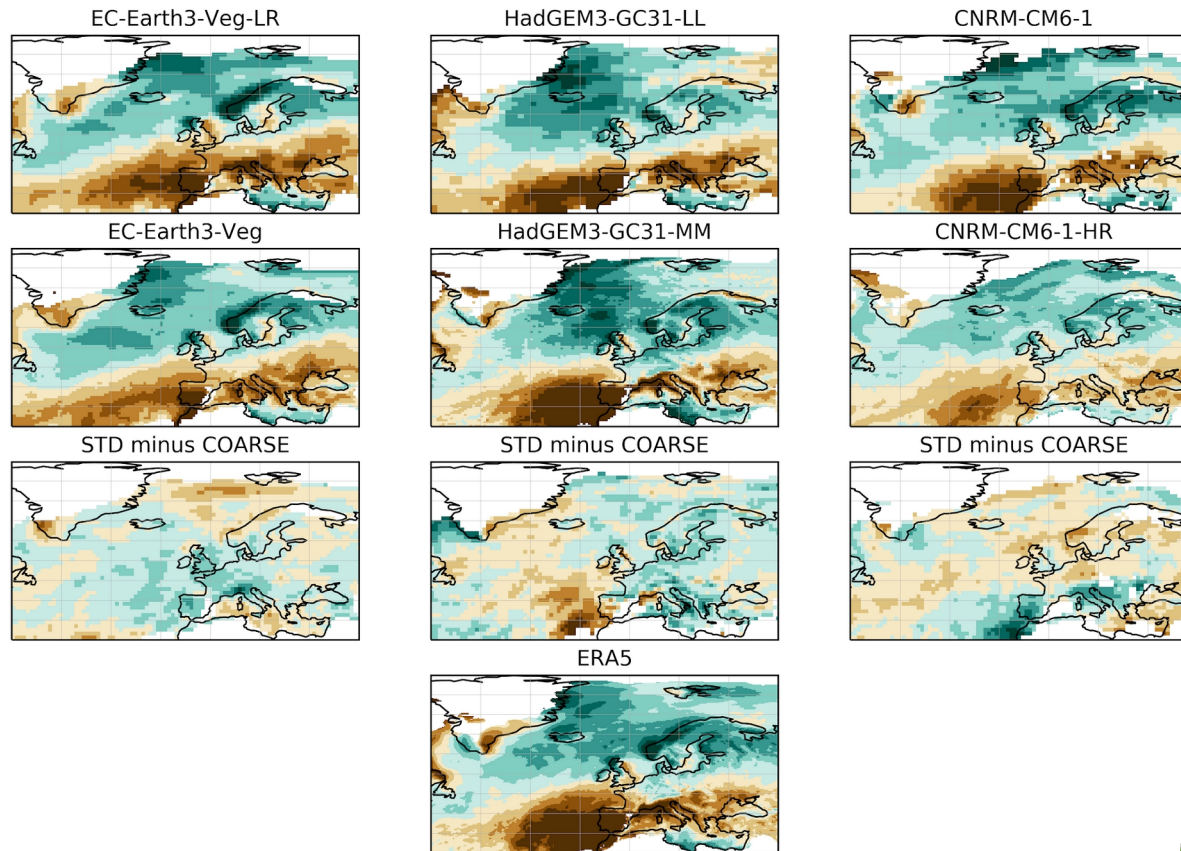 EC-Earth3-Veg-LR
HadGEM3-GC31-LL
CNRM-CM6-1
EC-Earth3-Veg
HadGEM3-GC31-MM
CNRM-CM6-1-HR
STD minus COARSE
STD minus COARSE
STD minus COARSE
ERA5